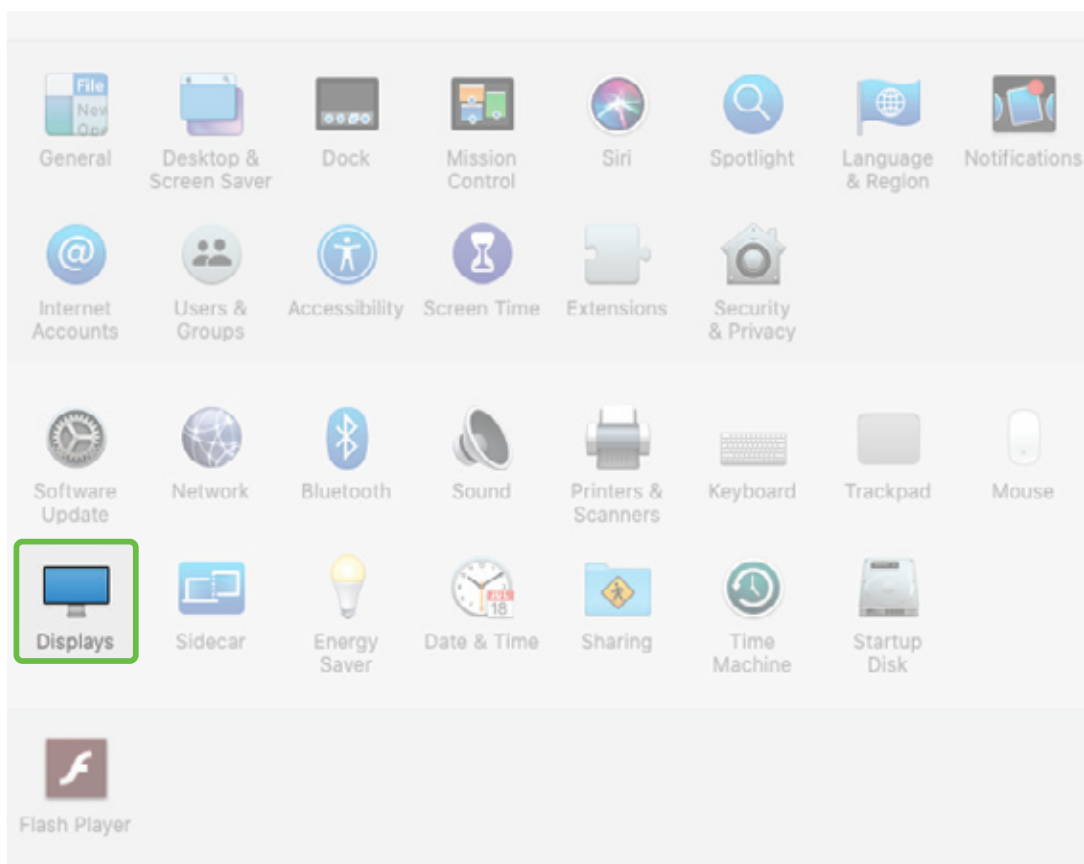 File
New
Ope
General
Desktop &
Screen Saver
Dock
Mission
Control
Siri
Spotlight
Language
& Region
Notifications
Internet
Accounts
Users &
Groups
Accessibility
Screen Time
Extensions
Security
& Privacy
Software
Update
Network
Bluetooth
Sound
Printers &
Scanners
Keyboard
Trackpad
Mouse
Displays
Sidecar
Energy
Saver
JUL
18
Date & Time
Sharing
Time
Machine
Startup
Disk
Flash Player